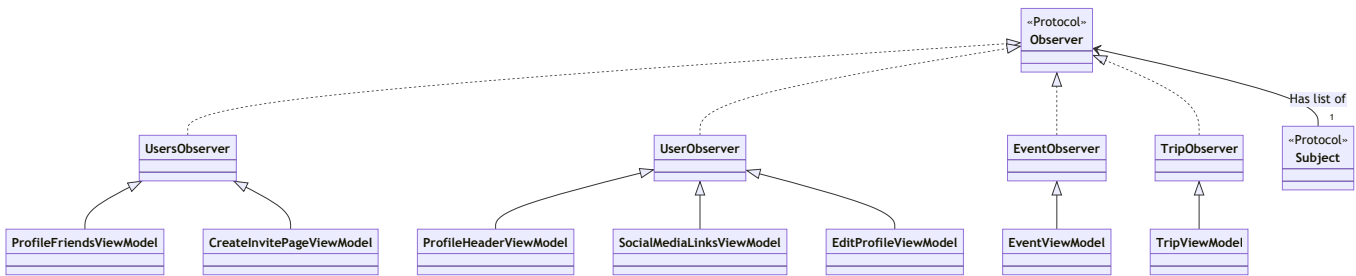 «Protocol»
Observer
Has list of
1
UsersObserver
UserObserver
EventObserver
TripObserver
«Protocol»
Subject
ProfileFriendsViewModel
CreateInvitePageViewModel
ProfileHeaderViewModel
SocialMediaLinksViewModel
EditProfileViewModel
EventViewModel
TripViewModel